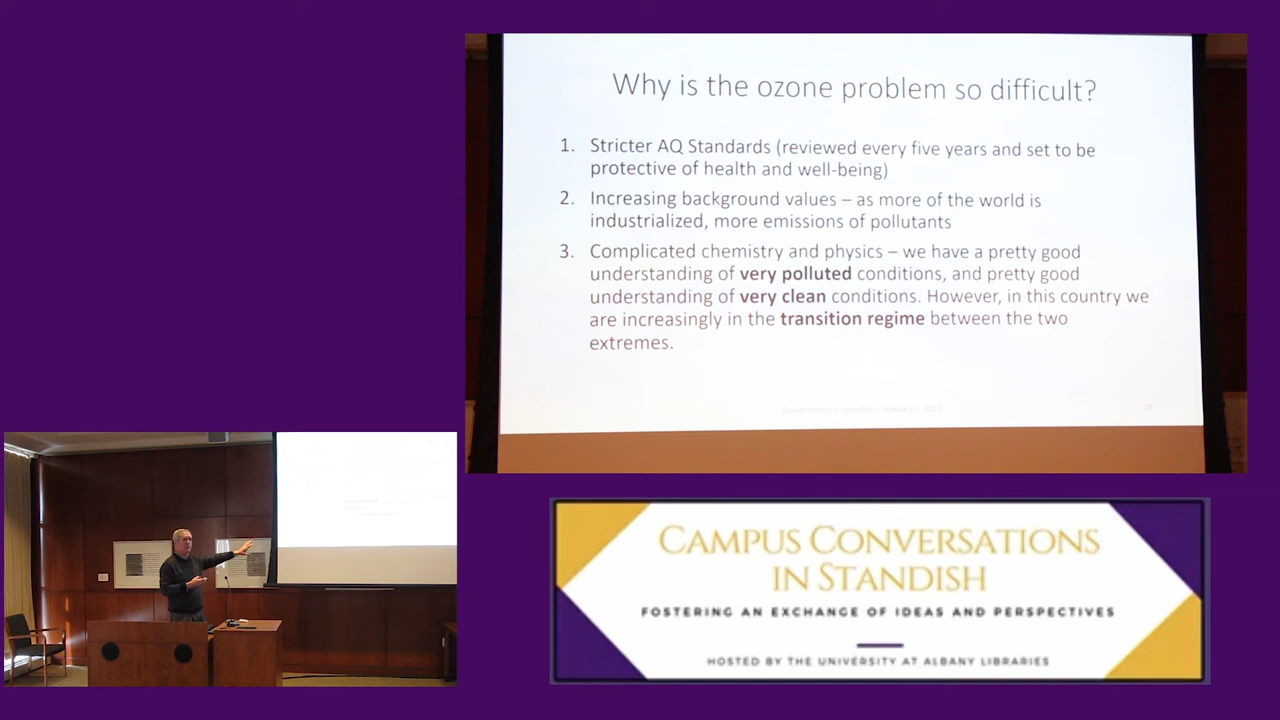 Why is the ozone problem so difficult?
1. Stricter AQ Standards (reviewed every five years and set to be
protective of health and well-being)
2. Increasing background values – as more of the world is
industrialized, more emissions of pollutants
3. Complicated chemistry and physics – we have a pretty good
understanding of very polluted conditions, and pretty good
understanding of very clean conditions. However, in this country we
are increasingly in the transition regime between the two
extremes.
CAMPUS CONVERSATIONS
IN STANDISH
FOSTERING AN EXCHANGE OF IDEAS AND PERSPECTIVES
HOSTED BY THE UNIVERSITY AT ALBANY LIBRARIES